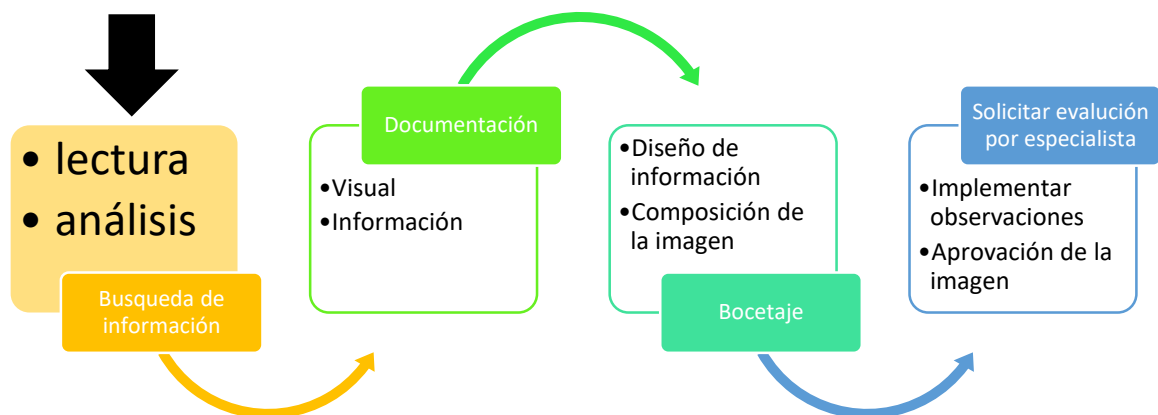 • lectura
• análisis
Busqueda de
información
Documentación
•Visual
•Información
•Diseño de
información
•Composición de
la imagen
Bocetaje
Solicitar evalución
por especialista
•Implementar
observaciones
•Aprovación de la
imagen